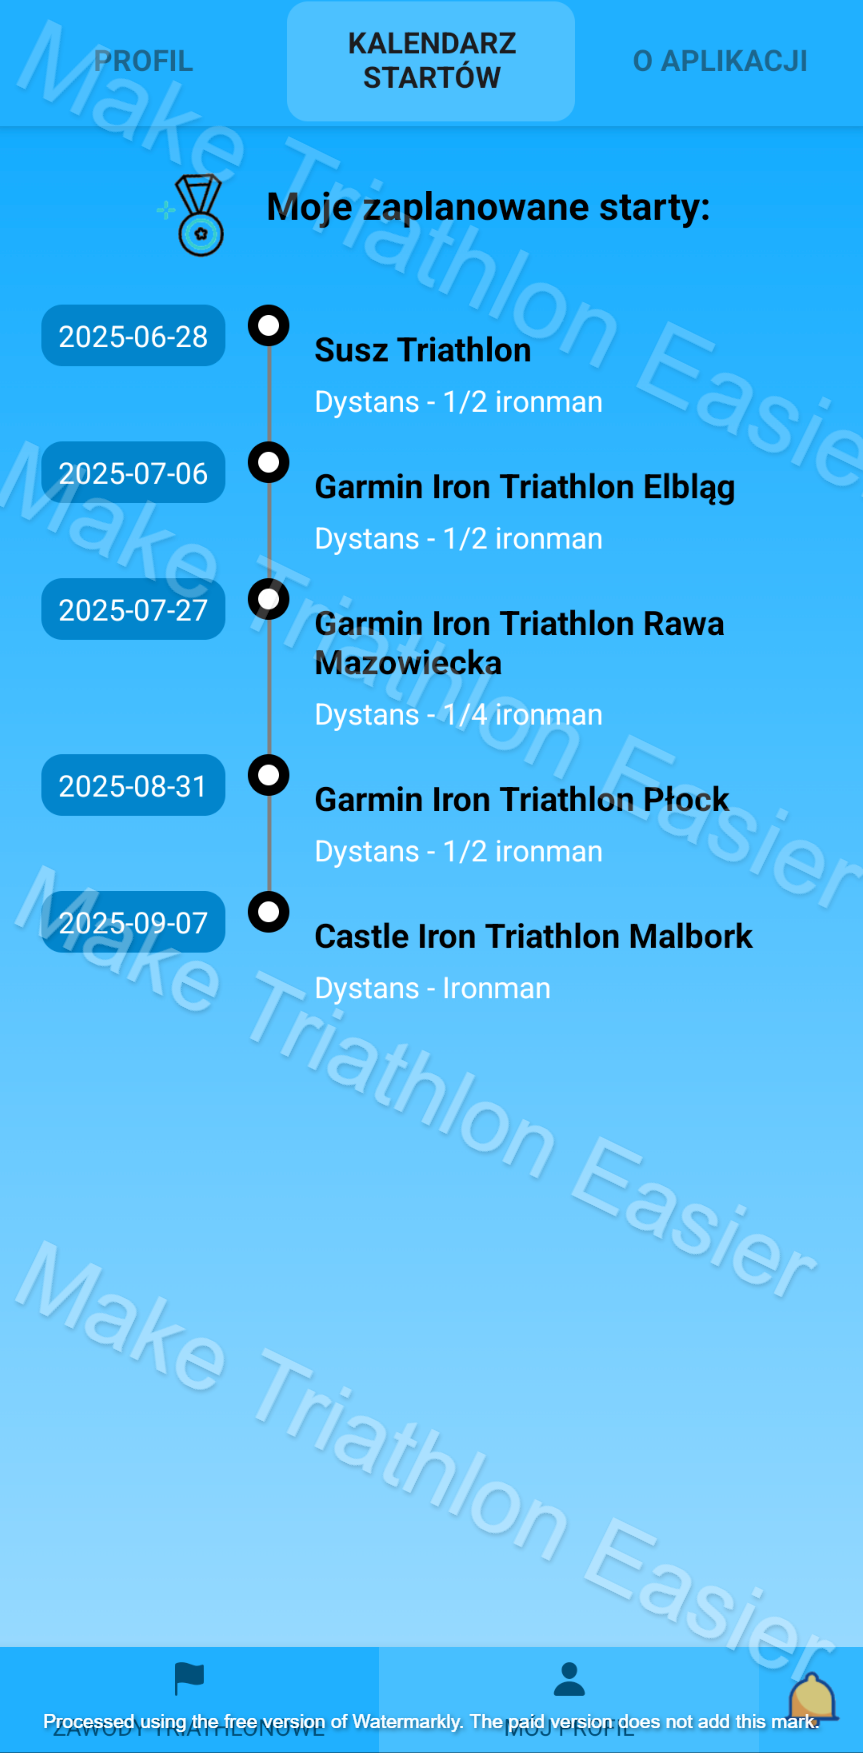 PROFIL
KALENDARZ
STARTÓW
O APLIKACJI
Moje zaplanowane starty:
2025-06-28
Susz Triathlon
Dystans - 1/2 ironman
2025-07-06
Garmin Iron Triathlon Elbląg
Dystans - 1/2 ironman
2025-07-27
Garmin Iron Triathlon Rawa
Mazowiecka
Dystans - 1/4 ironman
2025-08-31
Garmin Iron Triathlon Płock
Dystans - 1/2 ironman
2025-09-07
Castle Iron Triathlon Malbork
Dystans - Ironman
Make Triathlon Easier
Make Triathlon Easier
Make Triathlon Easier
Make Triathlon Easier
ZAWODY TRIATHLONOWE
MÓJ PROFIL
Processed using the free version of Watermarkly. The paid version does not add this mark.